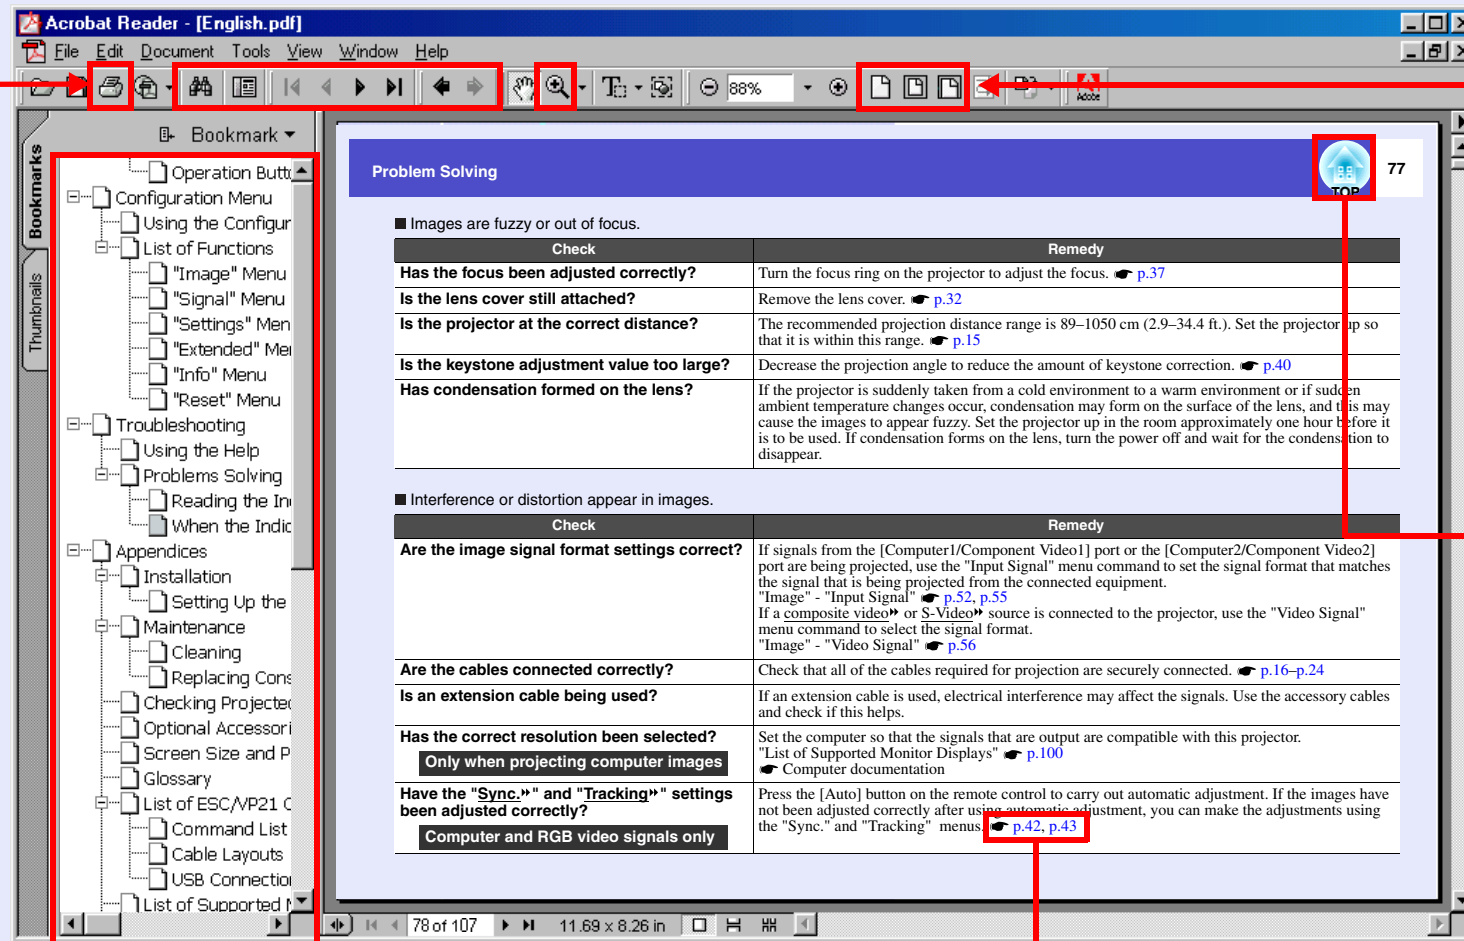 Acrobat Reader - [English.pdf]
File Edit Document Tools View Window Help
88%
Adobe
Bookmarks
Thumbnails
Bookmark
Operation Butt
Configuration Menu
Using the Configur
List of Functions
"Image" Menu
"Signal" Menu
"Settings" Men
"Extended" Me
"Info" Menu
"Reset" Menu
Troubleshooting
Using the Help
Problems Solving
Reading the In
When the Indic
Appendices
Installation
Setting Up the
Maintenance
Cleaning
Replacing Cons
Checking Projected
Optional Accessori
Screen Size and P
Glossary
List of ESC/VP21 C
Command List
Cable Layouts
USB Connection
List of Supported M
Problem Solving
TOP
77
Images are fuzzy or out of focus.
Check Remedy
Has the focus been adjusted correctly? Turn the focus ring on the projector to adjust the focus. p.37
Is the lens cover still attached? Remove the lens cover. p.32
Is the projector at the correct distance? The recommended projection distance range is 89–1050 cm (2.9–34.4 ft.). Set the projector up so
that it is within this range. p.15
Is the keystone adjustment value too large? Decrease the projection angle to reduce the amount of keystone correction. p.40
Has condensation formed on the lens? If the projector is suddenly taken from a cold environment to a warm environment or if sudden
ambient temperature changes occur, condensation may form on the surface of the lens, and this may
cause the images to appear fuzzy. Set the projector up in the room approximately one hour before it
is to be used. If condensation forms on the lens, turn the power off and wait for the condensation to
disappear.
Interference or distortion appear in images.
Check Remedy
Are the image signal format settings correct? If signals from the [Computer1/Component Video1] port or the [Computer2/Component Video2]
port are being projected, use the "Input Signal" menu command to set the signal format that matches
the signal that is being projected from the connected equipment.
"Image" - "Input Signal" p.52, p.55
If a composite video or S-Video source is connected to the projector, use the "Video Signal"
menu command to select the signal format.
"Image" - "Video Signal" p.56
Are the cables connected correctly? Check that all of the cables required for projection are securely connected. p.16–p.24
Is an extension cable being used? If an extension cable is used, electrical interference may affect the signals. Use the accessory cables
and check if this helps.
Has the correct resolution been selected? Set the computer so that the signals that are output are compatible with this projector.
Only when projecting computer images "List of Supported Monitor Displays" p.100
Computer documentation
Have the "Sync." and "Tracking" settings Press the [Auto] button on the remote control to carry out automatic adjustment. If the images have
been adjusted correctly? not been adjusted correctly after using automatic adjustment, you can make the adjustments using
Computer and RGB video signals only the "Sync." and "Tracking" menus. p.42, p.43
78 of 107 11.69 x 8.26 in